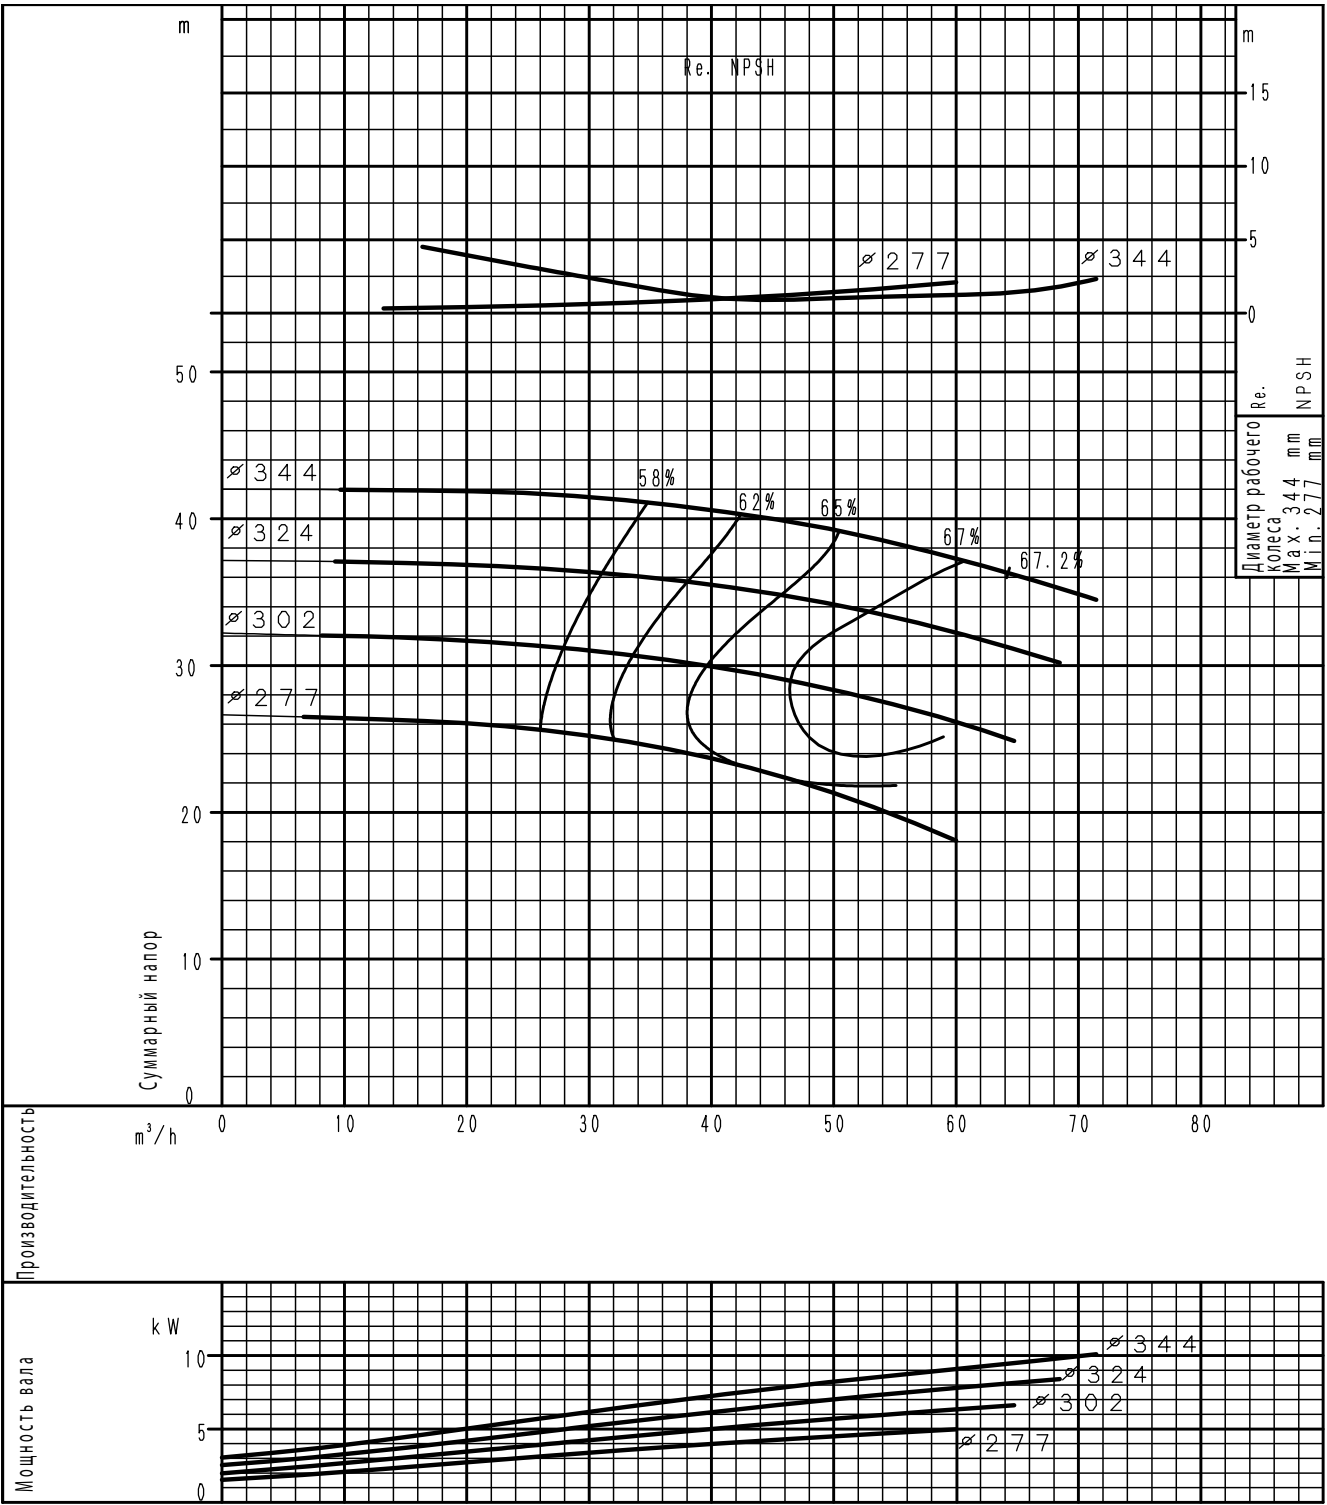 m
Re. NPSH
m
15
10
5
0
ø277
ø344
Re. NPSH
50
40
30
20
10
0
Суммарный напор
ø344
ø324
ø302
ø277
58%
62%
65%
67%
67.2%
Диаметр рабочего
колеса
Max. 344 mm
Min. 277 mm
Производительность
m³/h
0 10 20 30 40 50 60 70 80
kW
10
5
0
Мощность вала
ø344
ø324
ø302
ø277